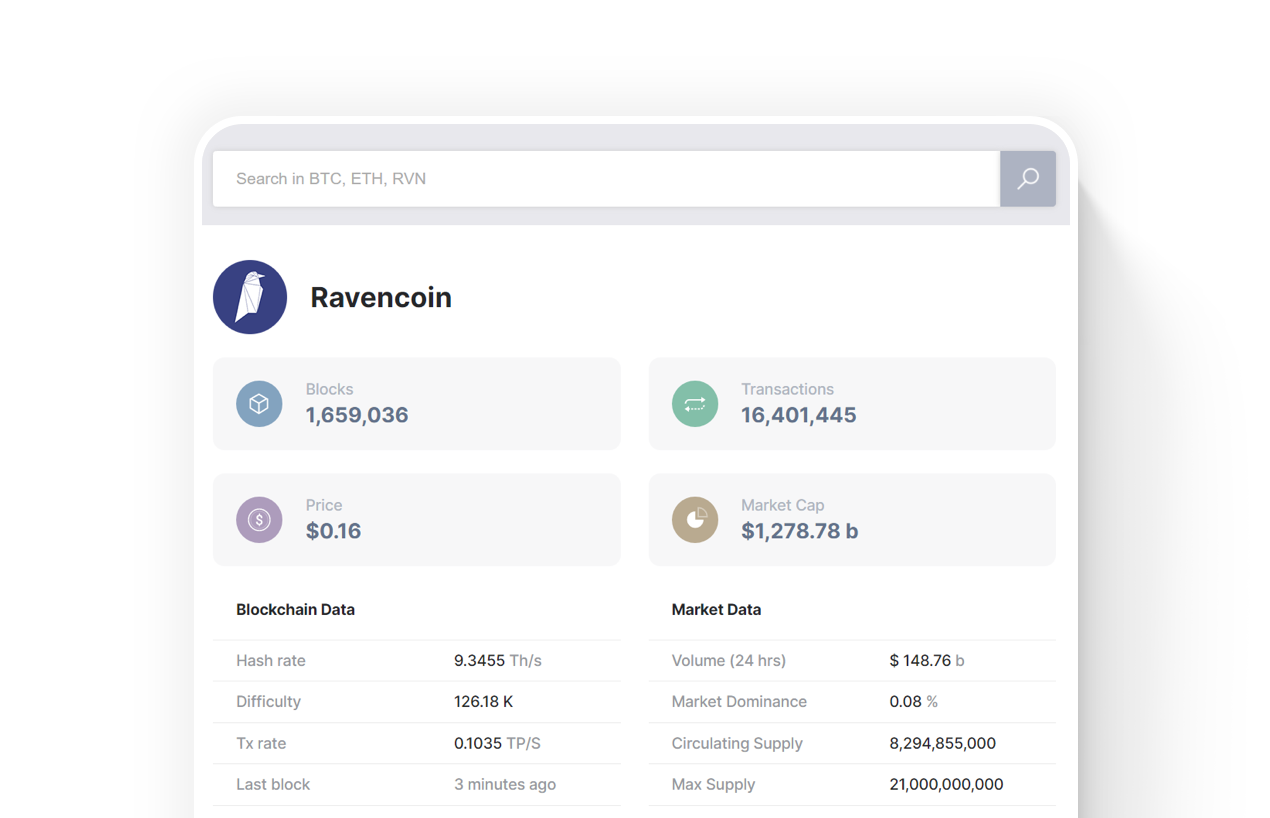 Search in BTC, ETH, RVN
Ravencoin
Blocks
1,659,036
Transactions
16,401,445
Price
$0.16
Market Cap
$1,278.78 b
Blockchain Data
Hash rate 9.3455 Th/s
Difficulty 126.18 K
Tx rate 0.1035 TP/S
Last block 3 minutes ago
Market Data
Volume (24 hrs) $ 148.76 b
Market Dominance 0.08 %
Circulating Supply 8,294,855,000
Max Supply 21,000,000,000